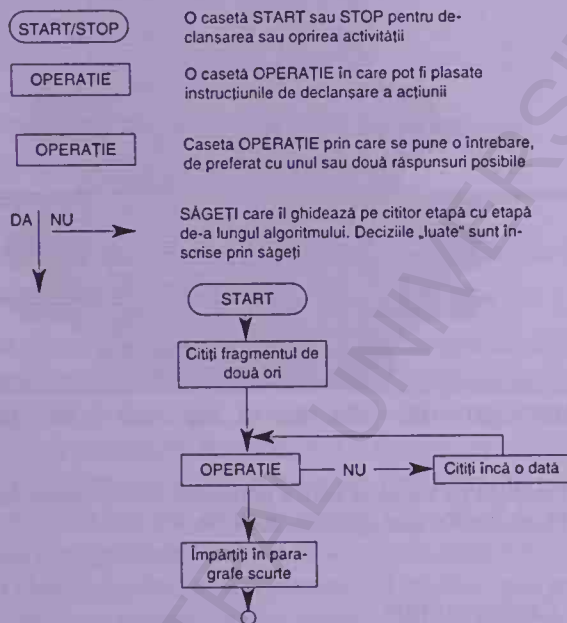 START/STOP
O casetă START sau STOP pentru de-
clanșarea sau oprirea activității
OPERAȚIE
O casetă OPERAȚIE în care pot fi plasate
instrucțiunile de declanșare a acțiunii
OPERAȚIE
Caseta OPERAȚIE prin care se pune o întrebare,
de preferat cu unul sau două răspunsuri posibile
DA
NU
SĂGEȚI care îl ghidează pe cititor etapă cu etapă
de-a lungul algoritmului. Deciziile „luate“ sunt în-
scrise prin săgeți
START
Citiți fragmentul de
două ori
OPERAȚIE
NU
Citiți încă o dată
Împărțiți în para-
grafe scurte